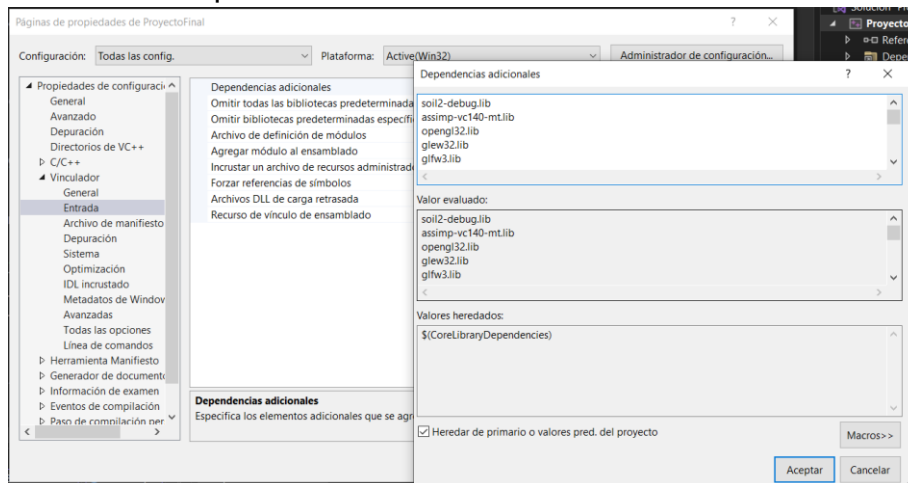 Solución
Páginas de propiedades de ProyectoFinal
? ×
Proyecto
Refere
Depe
Configuración: Todas las config. Plataforma: Active(Win32) Administrador de configuración...
Propiedades de configuraci
General
Avanzado
Depuración
Directorios de VC++
C/C++
Vinculador
General
Entrada
Archivo de manifiesto
Depuración
Sistema
Optimización
IDL incrustado
Metadatos de Window
Avanzadas
Todas las opciones
Línea de comandos
Herramienta Manifiesto
Generador de document
Información de examen
Eventos de compilación
Paso de compilación per
Dependencias adicionales
Omitir todas las bibliotecas predetermina
Omitir bibliotecas predeterminadas específi
Archivo de definición de módulos
Agregar módulo al ensamblado
Incrustar un archivo de recursos administrad
Forzar referencias de símbolos
Archivos DLL de carga retrasada
Recurso de vínculo de ensamblado
Dependencias adicionales
Especifica los elementos adicionales que se agr
Dependencias adicionales ? ×
soil2-debug.lib
assimp-vc140-mt.lib
opengl32.lib
glew32.lib
glfw3.lib
Valor evaluado:
soil2-debug.lib
assimp-vc140-mt.lib
opengl32.lib
glew32.lib
glfw3.lib
Valores heredados:
$(CoreLibraryDependencies)
Heredar de primario o valores pred. del proyecto
Macros>>
Aceptar Cancelar